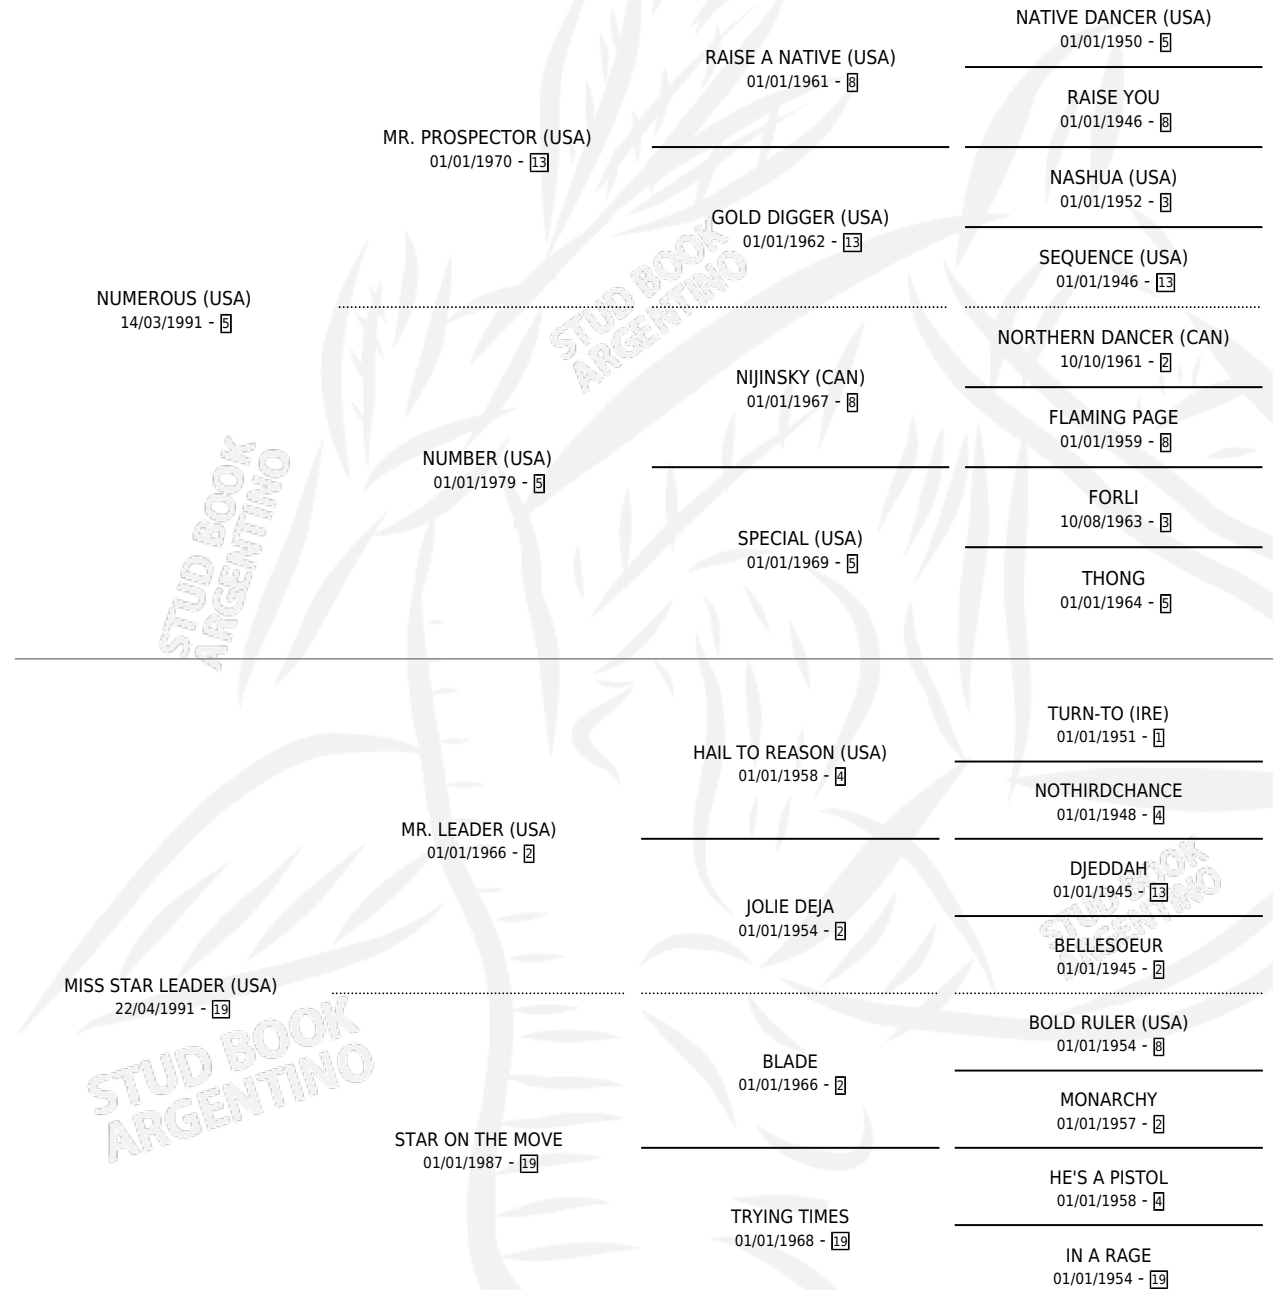 NATIVE DANCER (USA)
01/01/1950 - 5
RAISE A NATIVE (USA)
01/01/1961 - 8
RAISE YOU
01/01/1946 - 8
MR. PROSPECTOR (USA)
01/01/1970 - 13
NASHUA (USA)
01/01/1952 - 3
GOLD DIGGER (USA)
01/01/1962 - 13
SEQUENCE (USA)
01/01/1946 - 13
NUMEROUS (USA)
14/03/1991 - 5
STUD BOOK
ARGENTINO
NORTHERN DANCER (CAN)
10/10/1961 - 2
NIJINSKY (CAN)
01/01/1967 - 8
FLAMING PAGE
01/01/1959 - 8
NUMBER (USA)
01/01/1979 - 5
FORLI
10/08/1963 - 3
SPECIAL (USA)
01/01/1969 - 5
THONG
01/01/1964 - 5
STUD BOOK
ARGENTINO
TURN-TO (IRE)
01/01/1951 - 1
HAIL TO REASON (USA)
01/01/1958 - 4
NOTHIRDCHANCE
01/01/1948 - 4
MR. LEADER (USA)
01/01/1966 - 2
DJEDDAH
01/01/1945 - 13
JOLIE DEJA
01/01/1954 - 2
BELLESOEUR
01/01/1945 - 2
STUD BOOK
ARGENTINO
MISS STAR LEADER (USA)
22/04/1991 - 19
BOLD RULER (USA)
01/01/1954 - 8
BLADE
01/01/1966 - 2
MONARCHY
01/01/1957 - 2
STUD BOOK
ARGENTINO
STAR ON THE MOVE
01/01/1987 - 19
HE'S A PISTOL
01/01/1958 - 4
TRYING TIMES
01/01/1968 - 19
IN A RAGE
01/01/1954 - 19